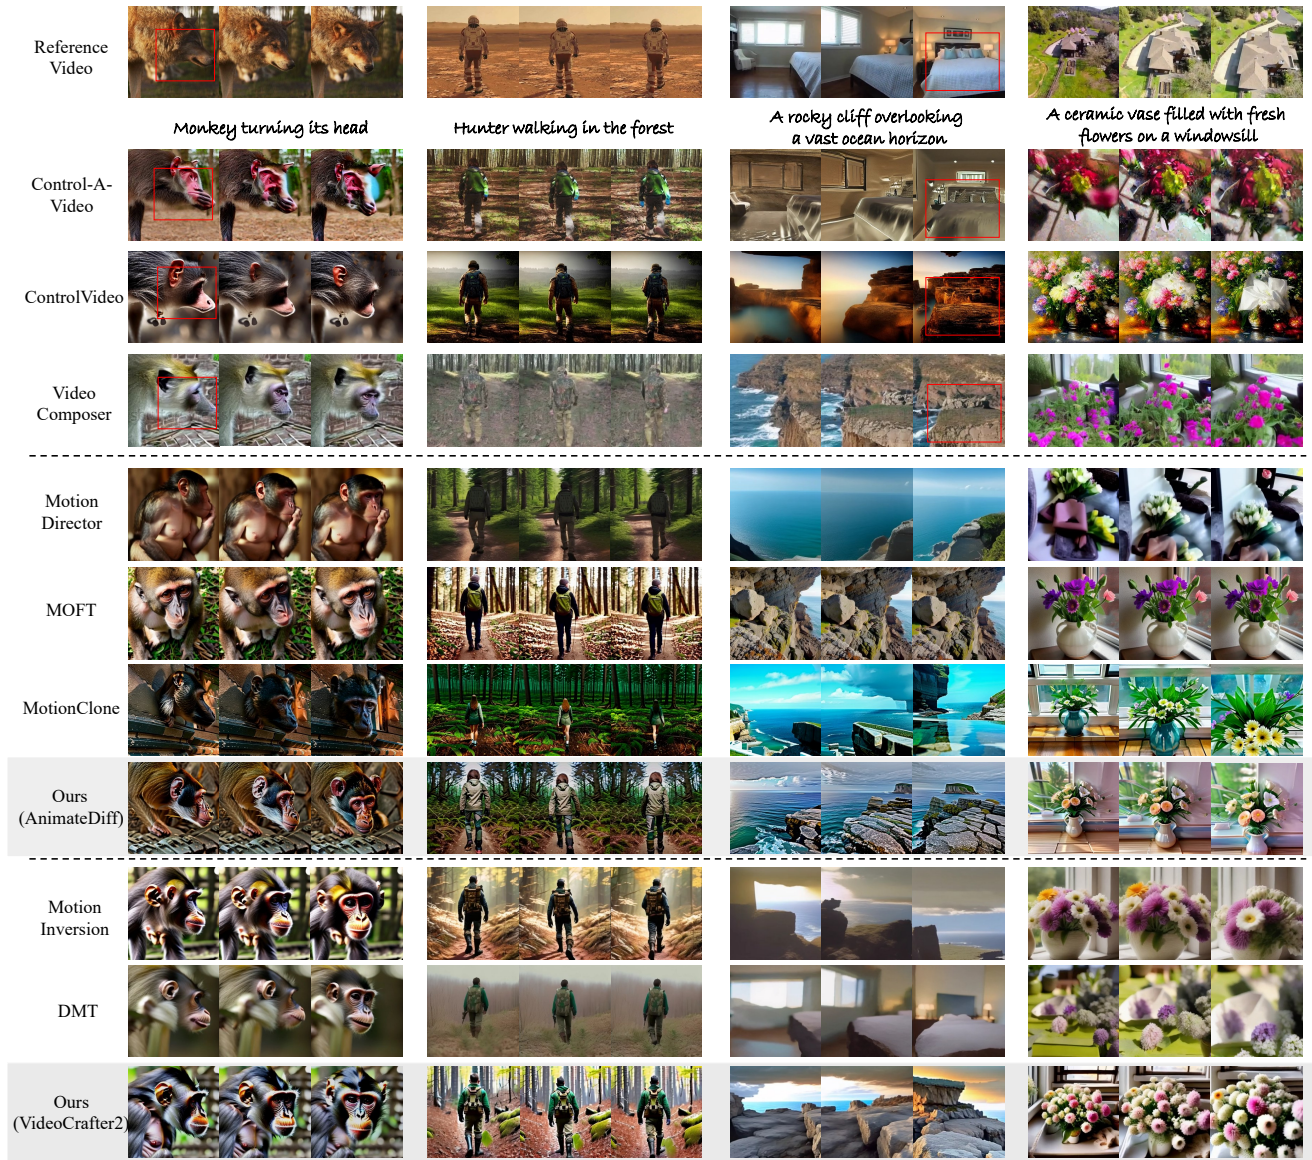 Reference
Video
Monkey turning its head
Hunter walking in the forest
A rocky cliff overlooking
a vast ocean horizon
A ceramic vase filled with fresh
flowers on a windowsill
Control-A-
Video
ControlVideo
Video
Composer
Motion
Director
MOFT
MotionClone
Ours
(AnimateDiff)
Motion
Inversion
DMT
Ours
(VideoCrafter2)